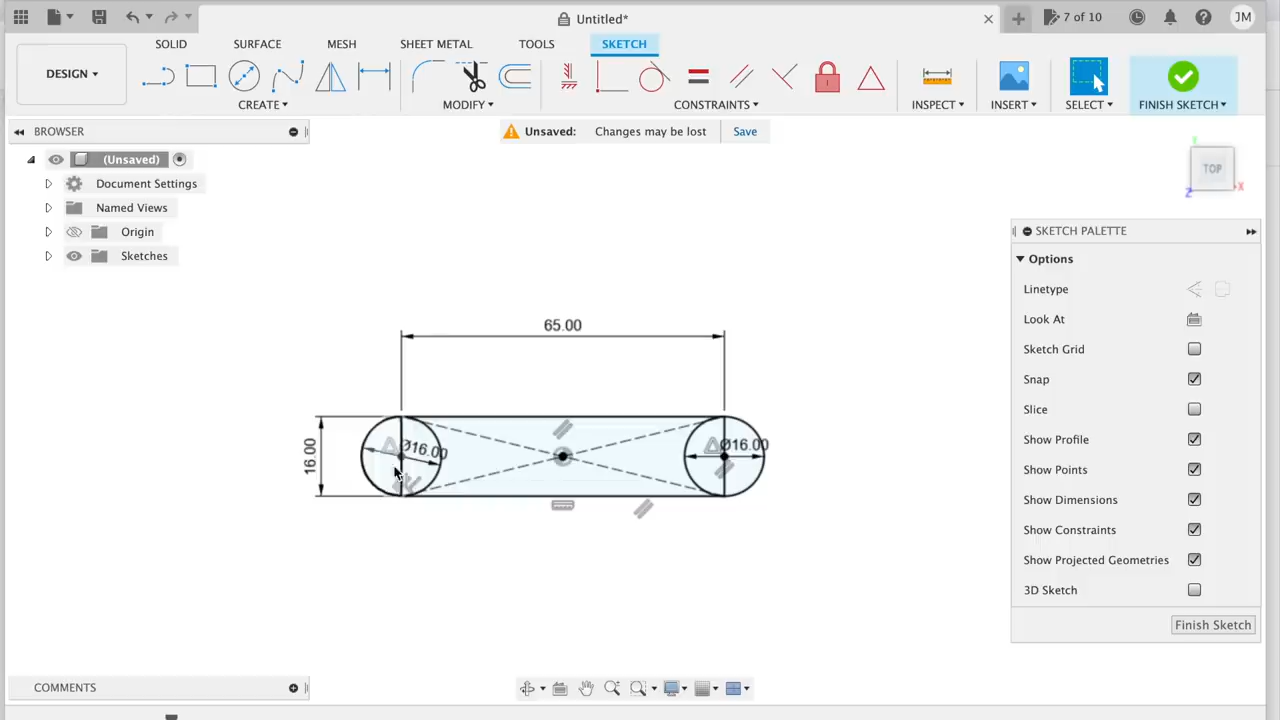 Untitled*
7 of 10
JM
DESIGN
SOLID
SURFACE
MESH
SHEET METAL
TOOLS
SKETCH
CREATE
MODIFY
CONSTRAINTS
INSPECT
INSERT
SELECT
FINISH SKETCH
BROWSER
Unsaved: Changes may be lost Save
(Unsaved)
Document Settings
Named Views
Origin
Sketches
Y
TOP
X
Z
SKETCH PALETTE
Options
Linetype
Look At
Sketch Grid
Snap
Slice
Show Profile
Show Points
Show Dimensions
Show Constraints
Show Projected Geometries
3D Sketch
Finish Sketch
65.00
16.00
Ø16.00
Ø16.00
COMMENTS